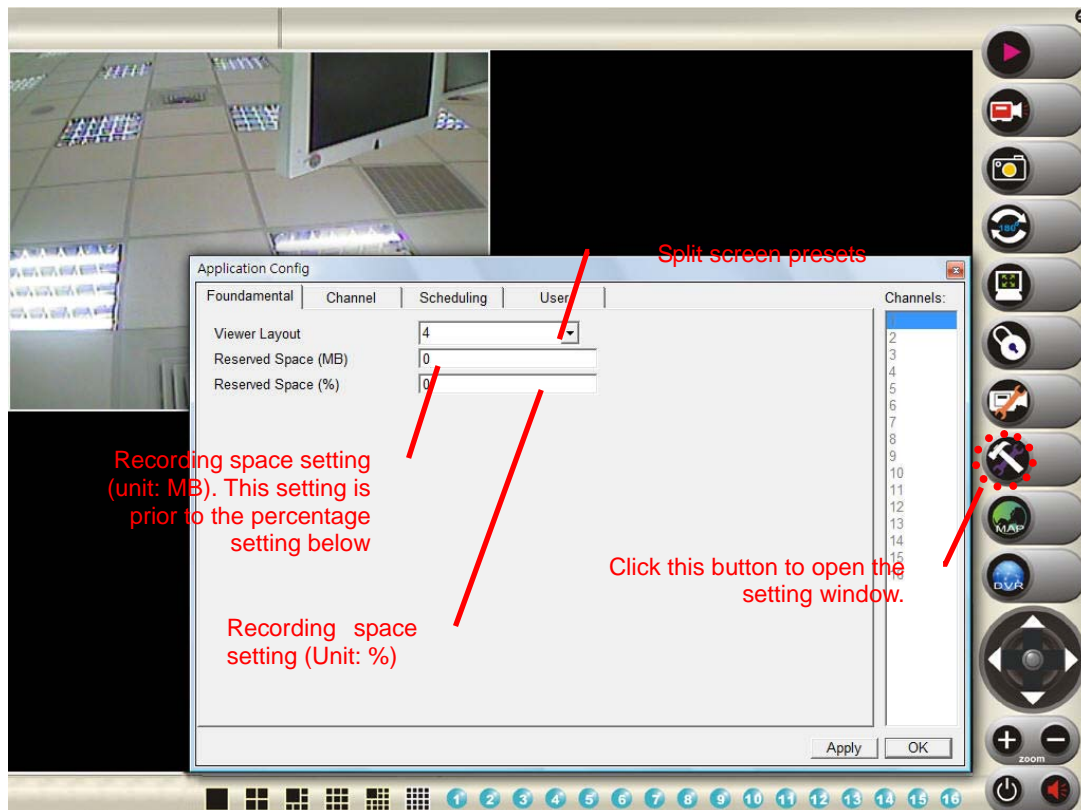 180°
Split screen presets
Application Config
Foundamental Channel Scheduling User
Channels:
Viewer Layout 4
Reserved Space (MB) 0
Reserved Space (%) 0
2
3
4
5
6
7
8
9
10
11
12
13
14
15
Recording space setting
(unit: MB). This setting is
prior to the percentage
setting below
MAP
Click this button to open the
setting window.
DVR
Recording space
setting (Unit: %)
Apply OK
zoom
1 2 3 4 5 6 7 8 9 10 11 12 13 14 15 16